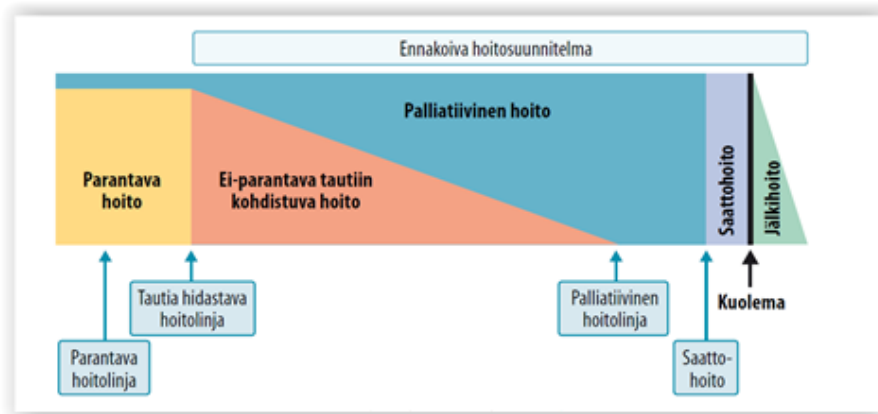 Ennakoiva hoitosuunnitelma
Palliatiivinen hoito
Parantava
hoito
Ei-parantava tautiin
kohdistuva hoito
Saattohoito
Jälkihoito
Tautia hidastava
hoitolinja
Palliatiivinen
hoitolinja
Kuolema
Parantava
hoitolinja
Saatto-
hoito